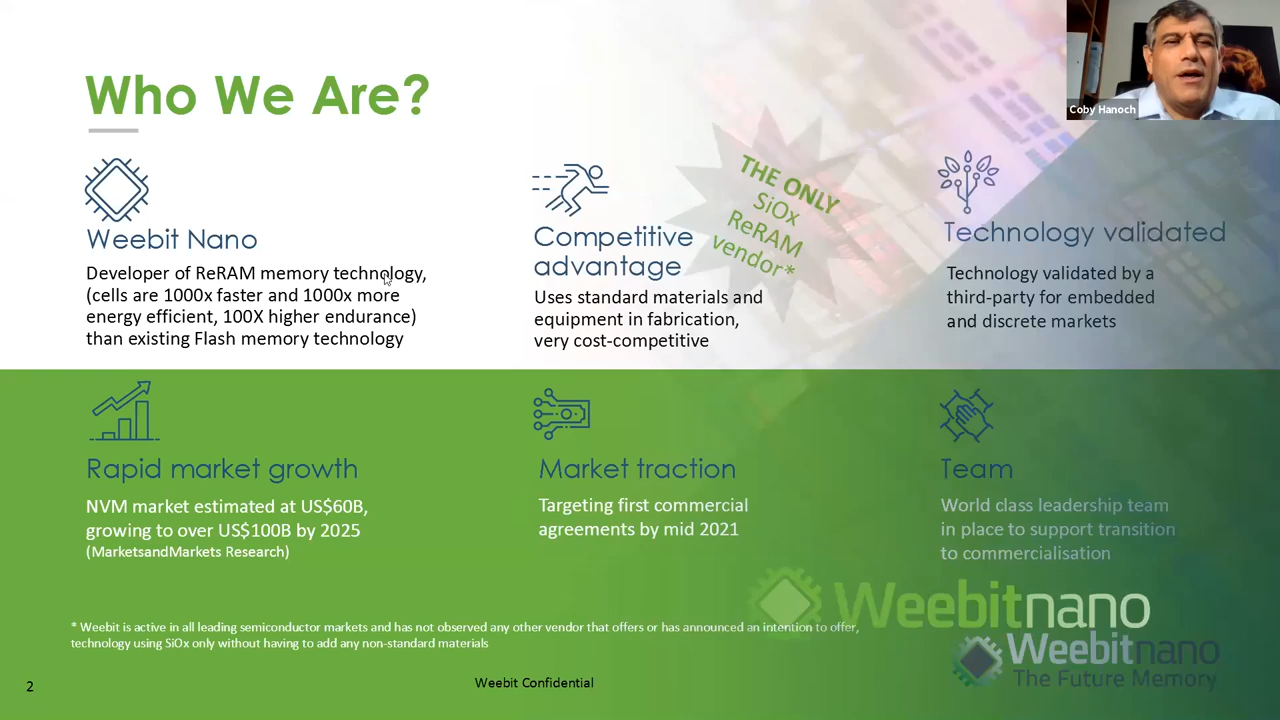 Who We Are?
Coby Hanoch
Weebit Nano
Developer of ReRAM memory technology,
(cells are 1000x faster and 1000x more
energy efficient, 100X higher endurance)
than existing Flash memory technology
Competitive
advantage
Uses standard materials and
equipment in fabrication,
very cost-competitive
THE ONLY
SiOx
ReRAM
vendor*
Technology validated
Technology validated by a
third-party for embedded
and discrete markets
Rapid market growth
NVM market estimated at US$60B,
growing to over US$100B by 2025
(MarketsandMarkets Research)
Market traction
Targeting first commercial
agreements by mid 2021
Team
World class leadership team
in place to support transition
to commercialisation
Weebitnano
* Weebit is active in all leading semiconductor markets and has not observed any other vendor that offers or has announced an intention to offer,
technology using SiOx only without having to add any non-standard materials
Weebitnano
The Future Memory
2
Weebit Confidential